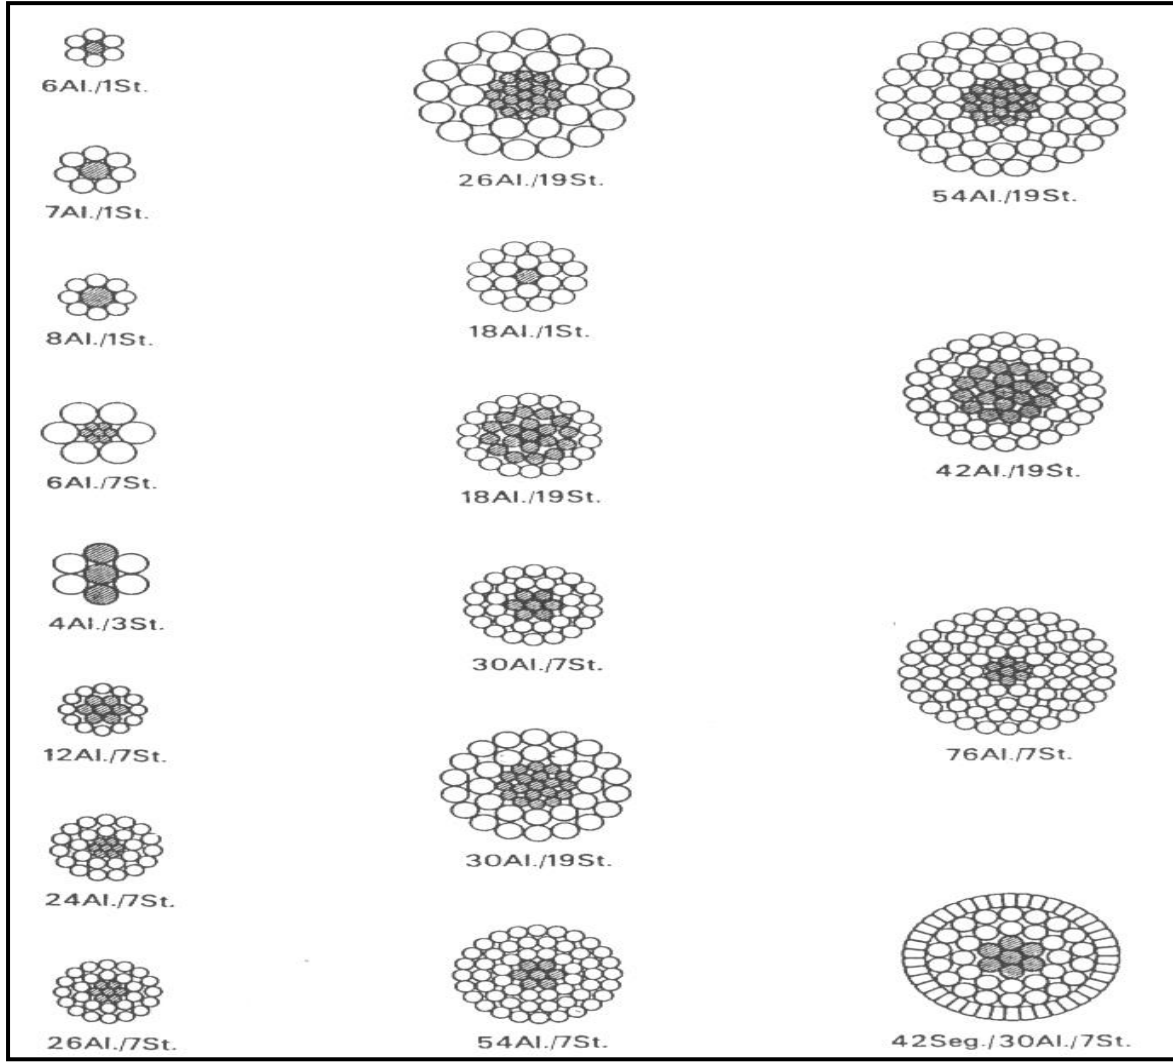 6Al./1St.
7Al./1St.
8Al./1St.
6Al./7St.
4Al./3St.
12Al./7St.
24Al./7St.
26Al./7St.
26Al./19St.
18Al./1St.
18Al./19St.
30Al./7St.
30Al./19St.
54Al./7St.
54Al./19St.
42Al./19St.
76Al./7St.
42Seg./30Al./7St.